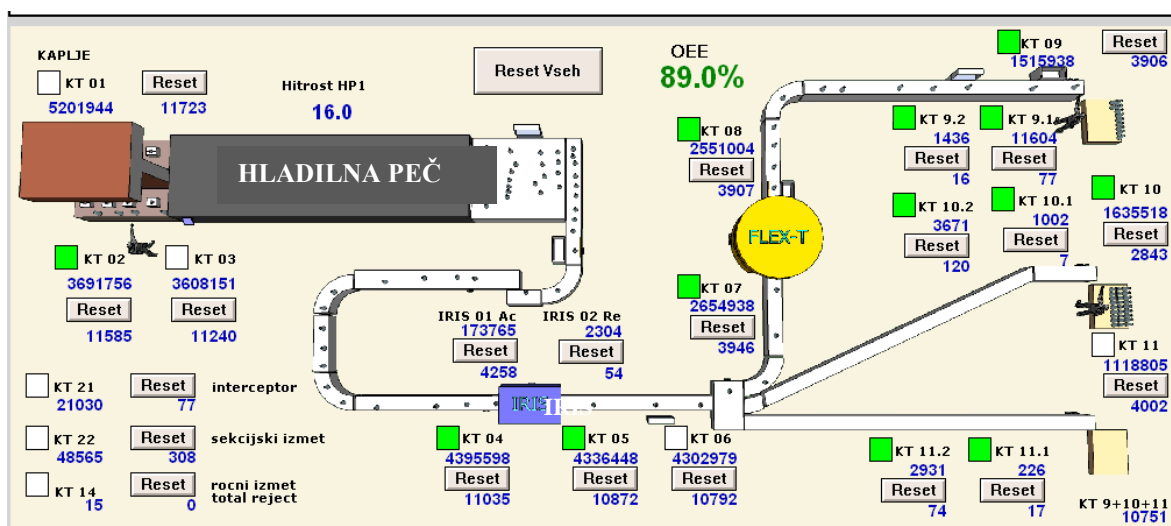 KAPLJE
KT 01 Reset
5201944 11723
Hitrost HP1
16.0
Reset Vseh
OEE
89.0%
KT 09 Reset
1515938 3906
HLADILNA PEČ
KT 08
2551004
Reset
3907
KT 9.2 KT 9.1
1436 11604
Reset Reset
16 77
KT 10.2 KT 10.1
3671 1002
Reset Reset
120 7
KT 10
1635518
Reset
2843
FLEX-T
KT 02 KT 03
3691756 3608151
Reset Reset
11585 11240
KT 07
2654938
Reset
3946
IRIS 01 Ac IRIS 02 Re
173765 2304
Reset Reset
4258 54
KT 11
1118805
Reset
4002
KT 21 Reset interceptor
21030 77
KT 22 Reset sekcijski izmet
48565 308
KT 14 Reset rocni izmet
total reject
15 0
IRIS IRIS
KT 04 KT 05 KT 06
4395598 4336448 4302979
Reset Reset Reset
11035 10872 10792
KT 11.2 KT 11.1
2931 226
Reset Reset
74 17
KT 9+10+11
10751